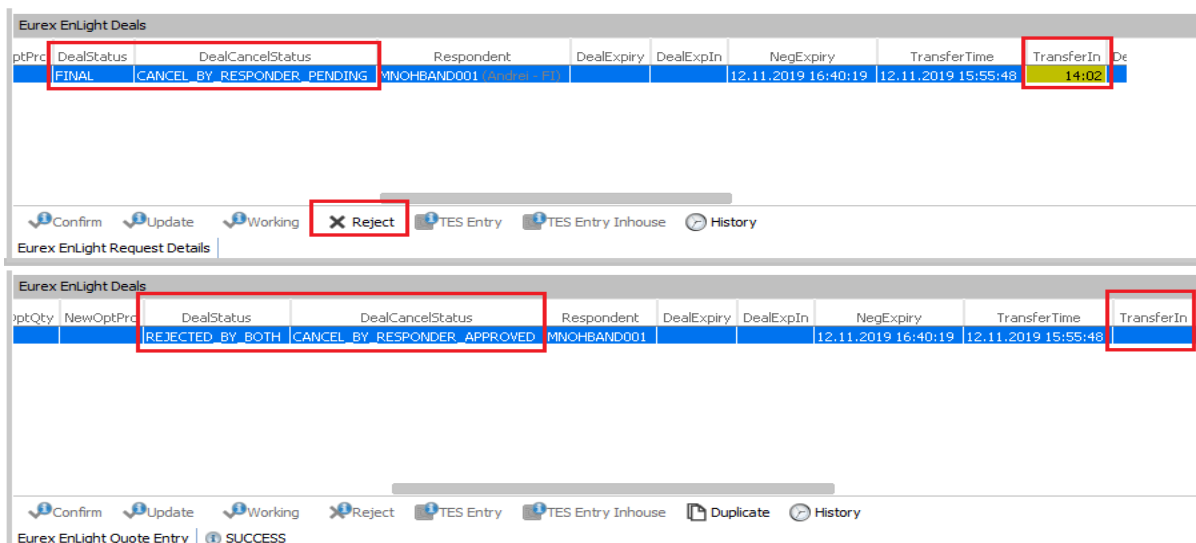 Eurex EnLight Deals
ptPrc DealStatus DealCancelStatus Respondent DealExpiry DealExpIn NegExpiry TransferTime TransferIn De
FINAL CANCEL_BY_RESPONDER_PENDING MNOHBAND001 (Andrei - FI) 12.11.2019 16:40:19 12.11.2019 15:55:48 14:02
Confirm Update Working Reject TES Entry TES Entry Inhouse History
Eurex EnLight Request Details
Eurex EnLight Deals
OptQty NewOptPrc DealStatus DealCancelStatus Respondent DealExpiry DealExpIn NegExpiry TransferTime TransferIn
REJECTED_BY_BOTH CANCEL_BY_RESPONDER_APPROVED MNOHBAND001 12.11.2019 16:40:19 12.11.2019 15:55:48
Confirm Update Working Reject TES Entry TES Entry Inhouse Duplicate History
Eurex EnLight Quote Entry SUCCESS